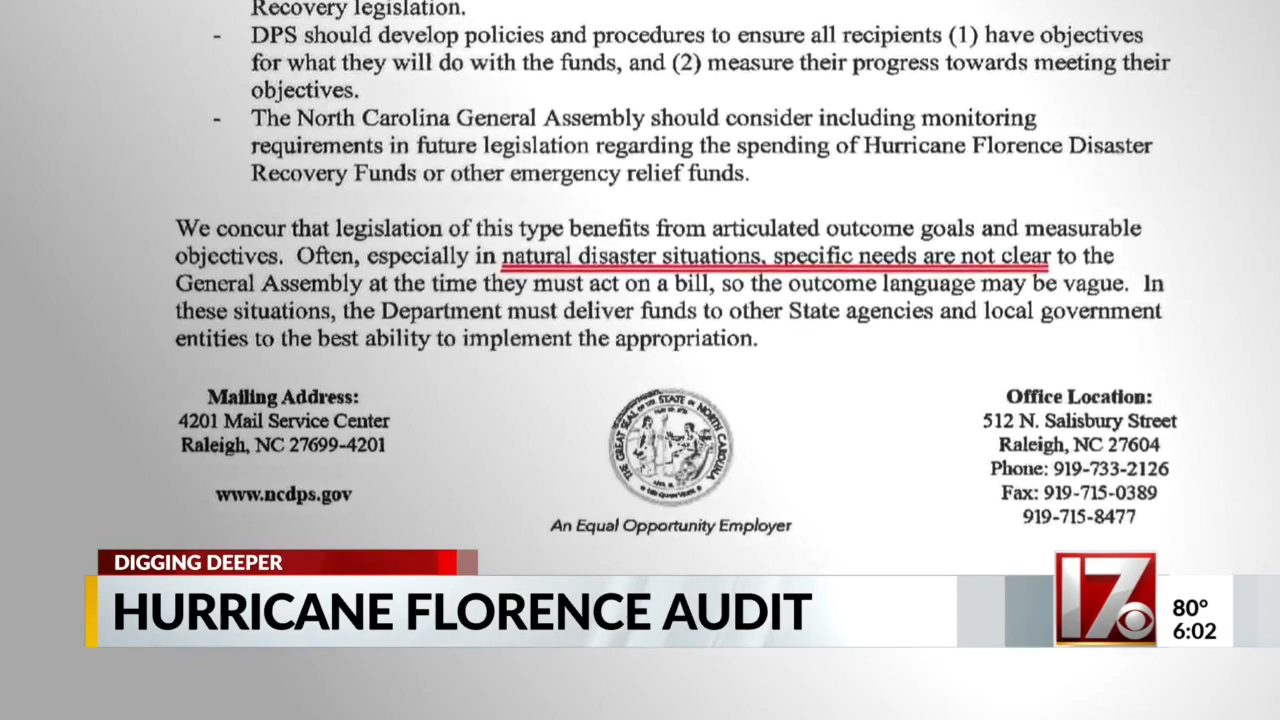 Recovery legislation.
- DPS should develop policies and procedures to ensure all recipients (1) have objectives
for what they will do with the funds, and (2) measure their progress towards meeting their
objectives.
- The North Carolina General Assembly should consider including monitoring
requirements in future legislation regarding the spending of Hurricane Florence Disaster
Recovery Funds or other emergency relief funds.
We concur that legislation of this type benefits from articulated outcome goals and measurable
objectives. Often, especially in natural disaster situations, specific needs are not clear to the
General Assembly at the time they must act on a bill, so the outcome language may be vague. In
these situations, the Department must deliver funds to other State agencies and local government
entities to the best ability to implement the appropriation.
Mailing Address:
4201 Mail Service Center
Raleigh, NC 27699-4201
www.ncdps.gov
THE GREAT SEAL OF THE STATE OF NORTH CAROLINA
An Equal Opportunity Employer
Office Location:
512 N. Salisbury Street
Raleigh, NC 27604
Phone: 919-733-2126
Fax: 919-715-0389
919-715-8477
DIGGING DEEPER
HURRICANE FLORENCE AUDIT
17
80°
6:02